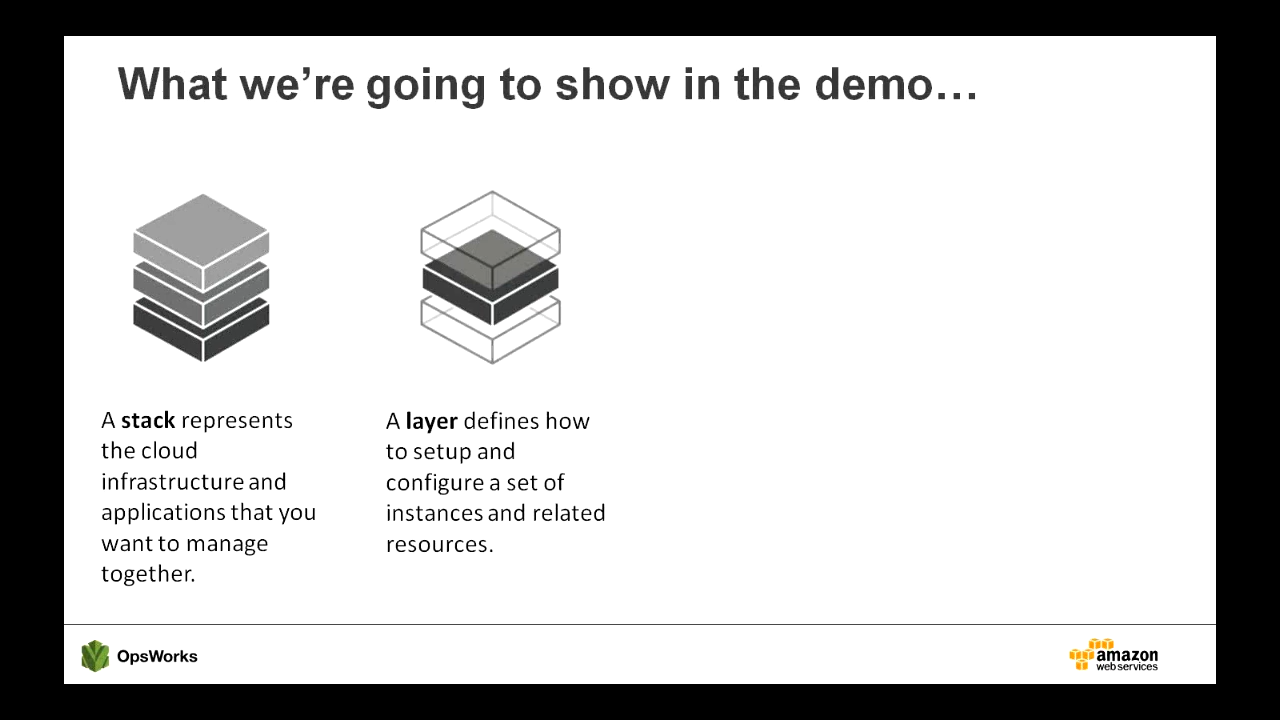 What we’re going to show in the demo…
A stack represents
the cloud
infrastructure and
applications that you
want to manage
together.
A layer defines how
to setup and
configure a set of
instances and related
resources.
OpsWorks
amazon
web services